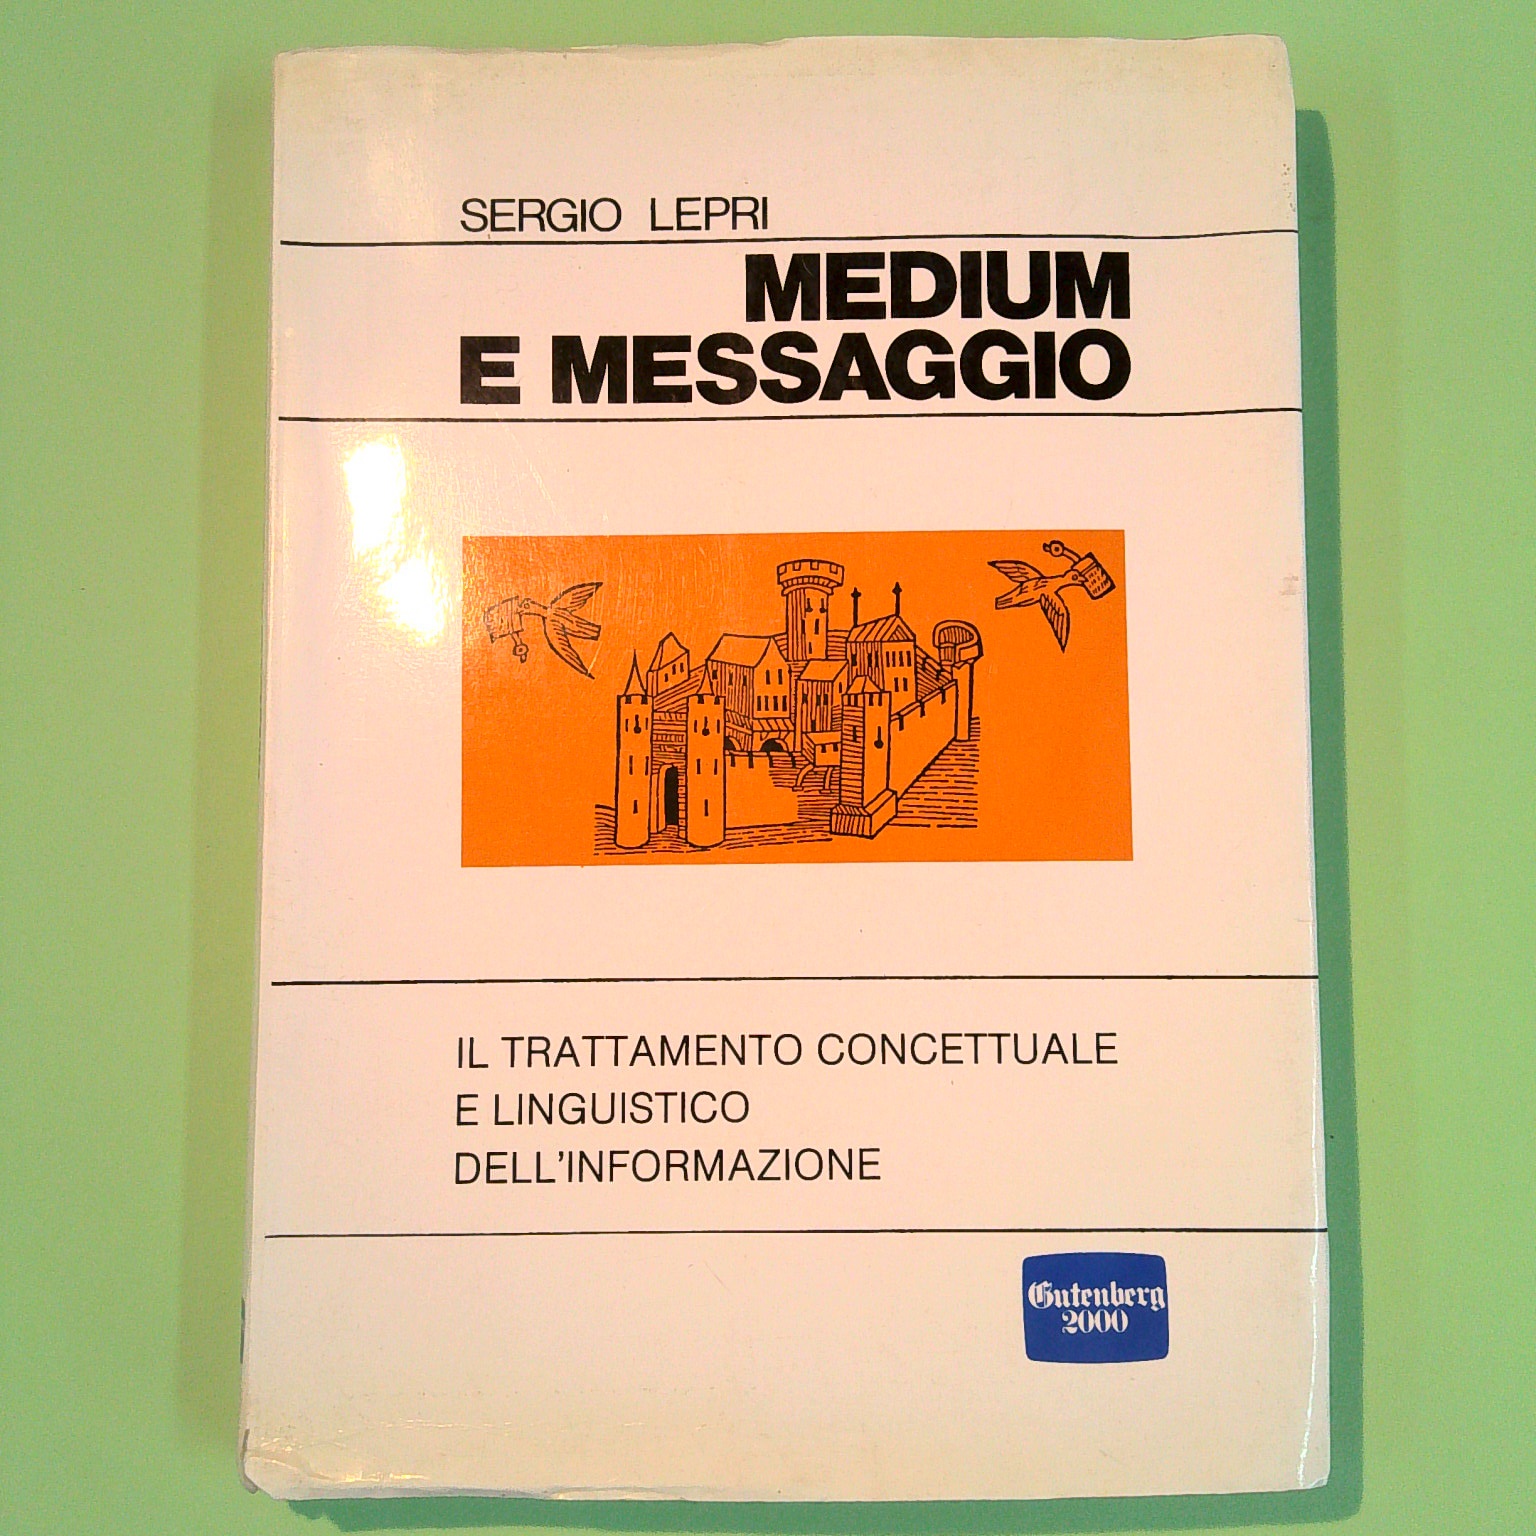 SERGIO LEPRI
MEDIUM
E MESSAGGIO
IL TRATTAMENTO CONCETTUALE
E LINGUISTICO
DELL'INFORMAZIONE
Gutenberg
2000